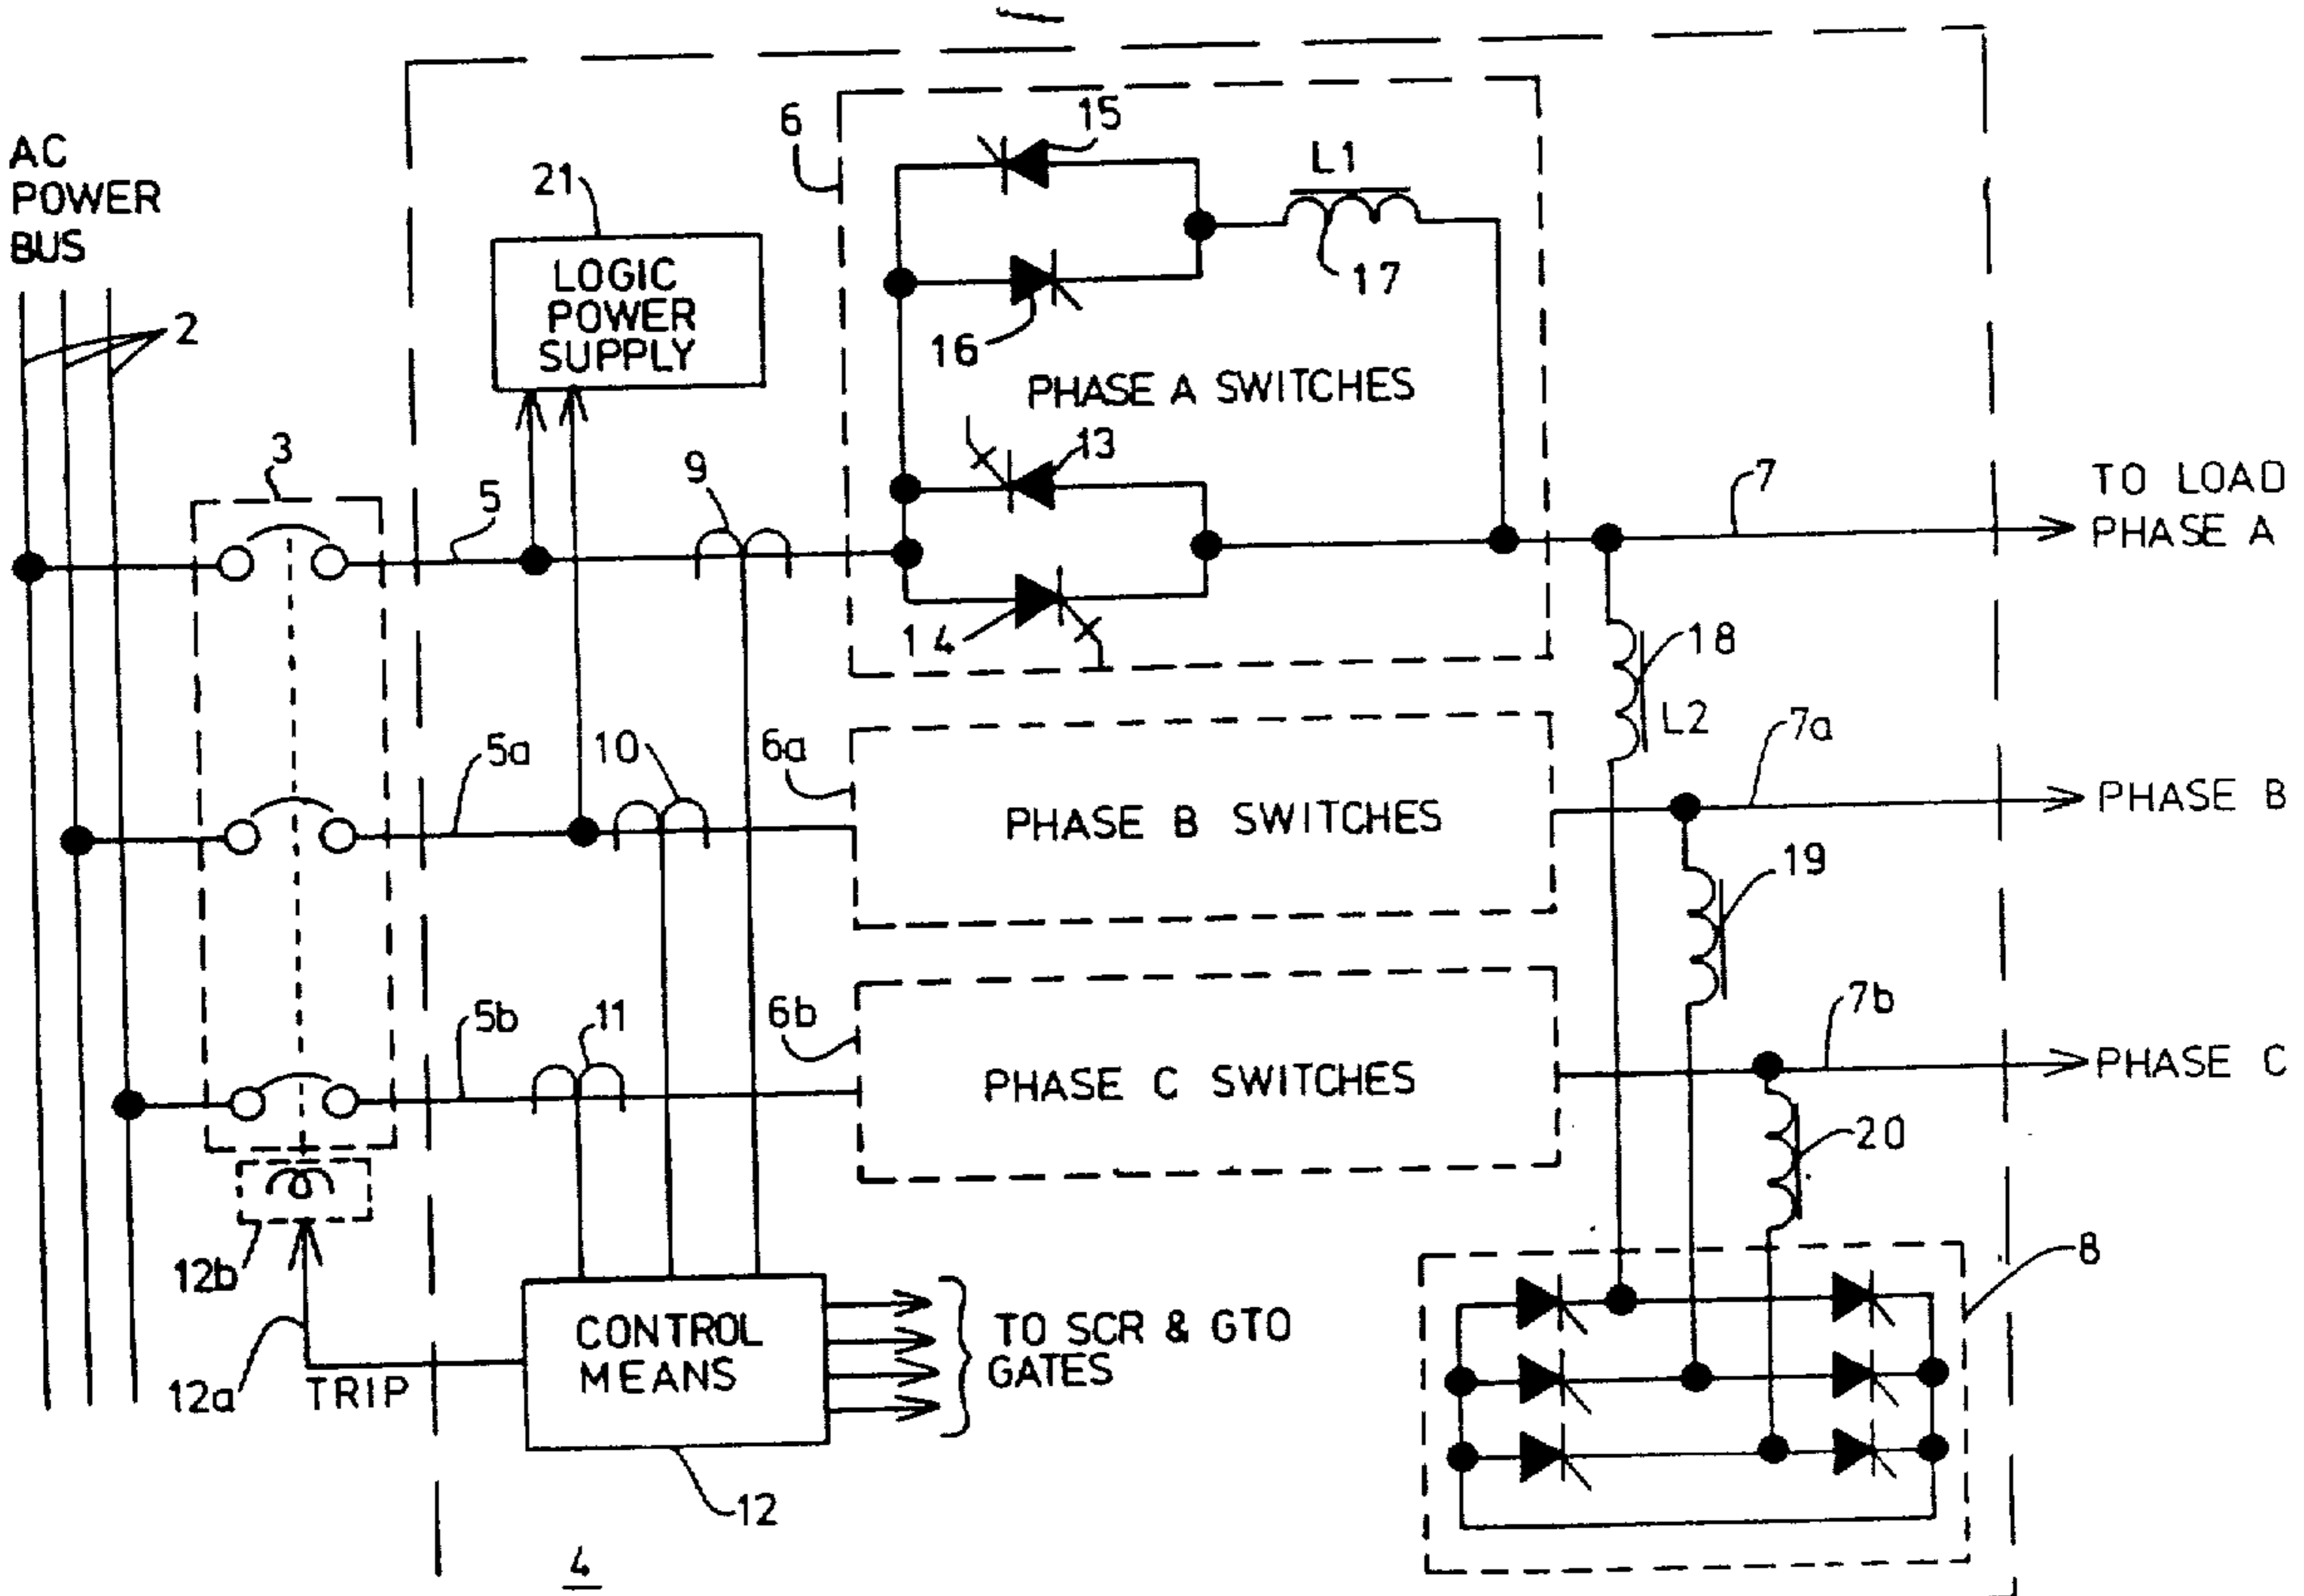 AC
POWER
BUS
2
3
5
21
LOGIC
POWER
SUPPLY
9
6
15
L1
16
17
PHASE A SWITCHES
13
14
7
TO LOAD
PHASE A
18
L2
5a
10
6a
PHASE B SWITCHES
7a
PHASE B
19
5b
11
6b
PHASE C SWITCHES
7b
PHASE C
20
12b
12a
TRIP
CONTROL
MEANS
TO SCR & GTO
GATES
8
12
4